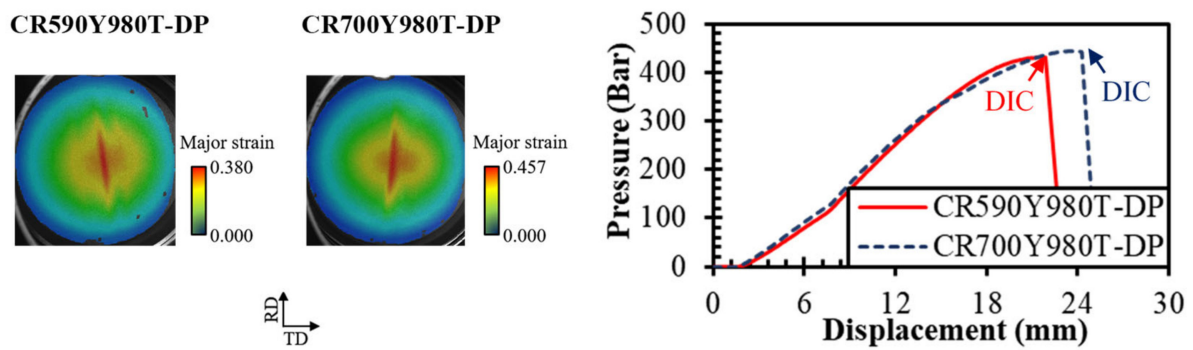 CR590Y980T-DP
CR700Y980T-DP
Major strain
0.380
0.000
Major strain
0.457
0.000
RD
TD
Pressure (Bar)
500
400
300
200
100
0
DIC
DIC
CR590Y980T-DP
CR700Y980T-DP
0 6 12 18 24 30
Displacement (mm)